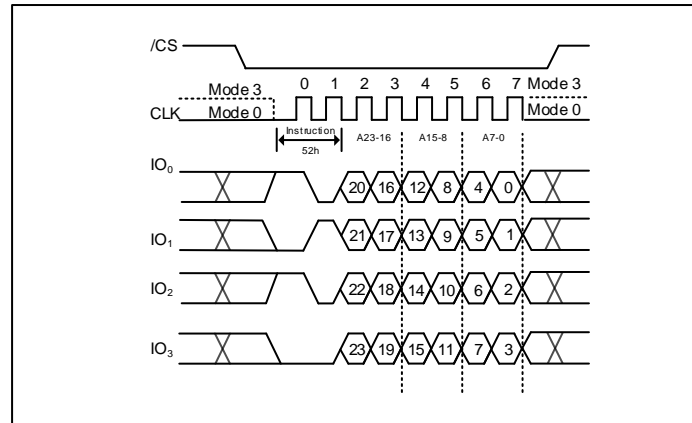 /CS
0 1 2 3 4 5 6 7
Mode 3 Mode 3
CLK Mode 0 Mode 0
Instruction A23-16 A15-8 A7-0
52h
IO0 20 16 12 8 4 0
IO1 21 17 13 9 5 1
IO2 22 18 14 10 6 2
IO3 23 19 15 11 7 3